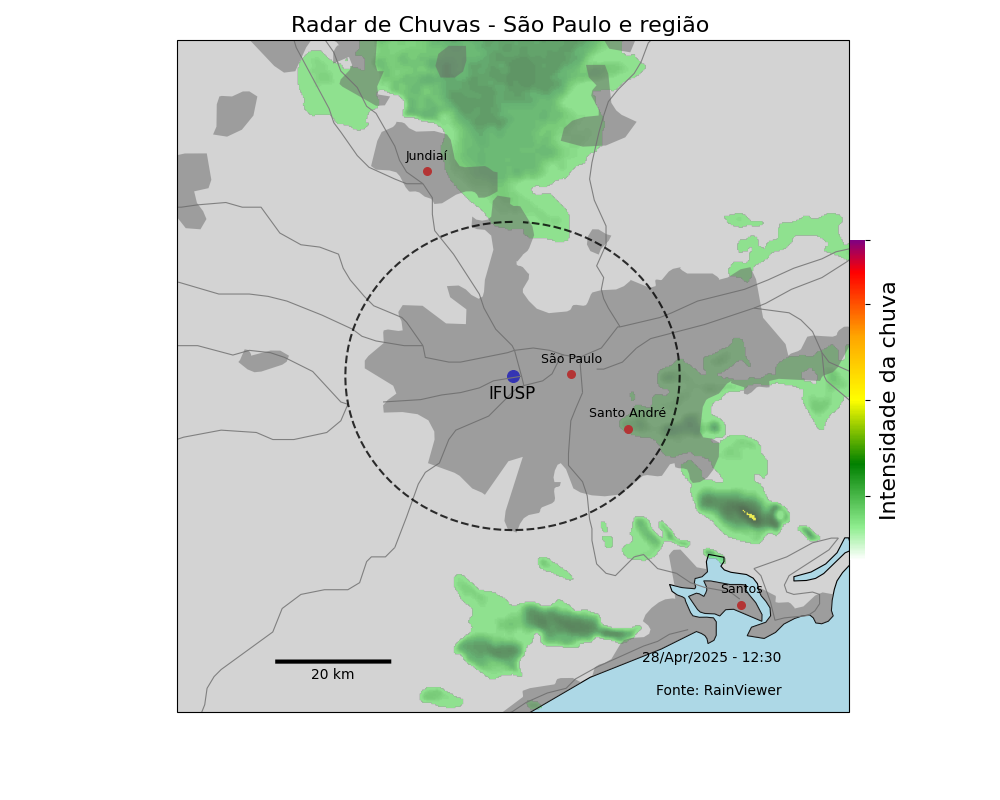 Radar de Chuvas - São Paulo e região
Jundiaí
São Paulo
IFUSP
Santo André
Intensidade da chuva
Santos
28/Apr/2025 - 12:30
20 km
Fonte: RainViewer